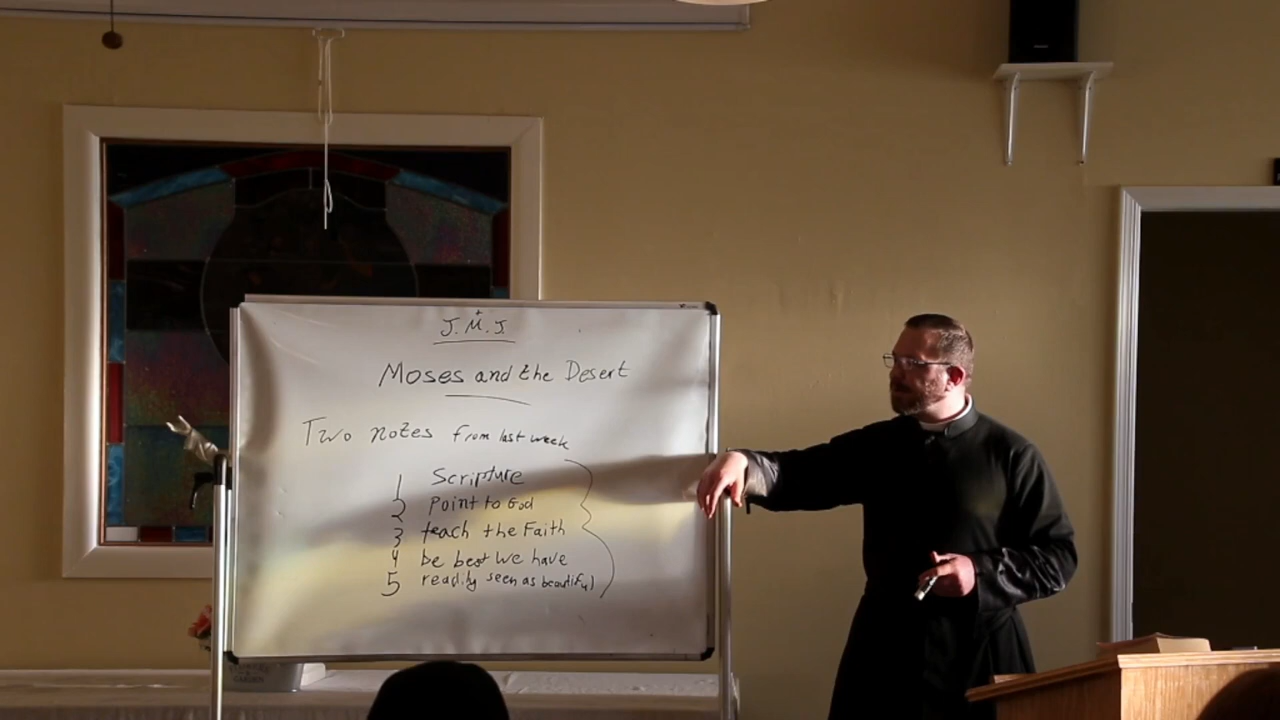 J.M.J.
Moses and the Desert
Two notes from last week
1 Scripture
2 point to God
3 teach the Faith
4 be best we have
5 readily seen as beautiful